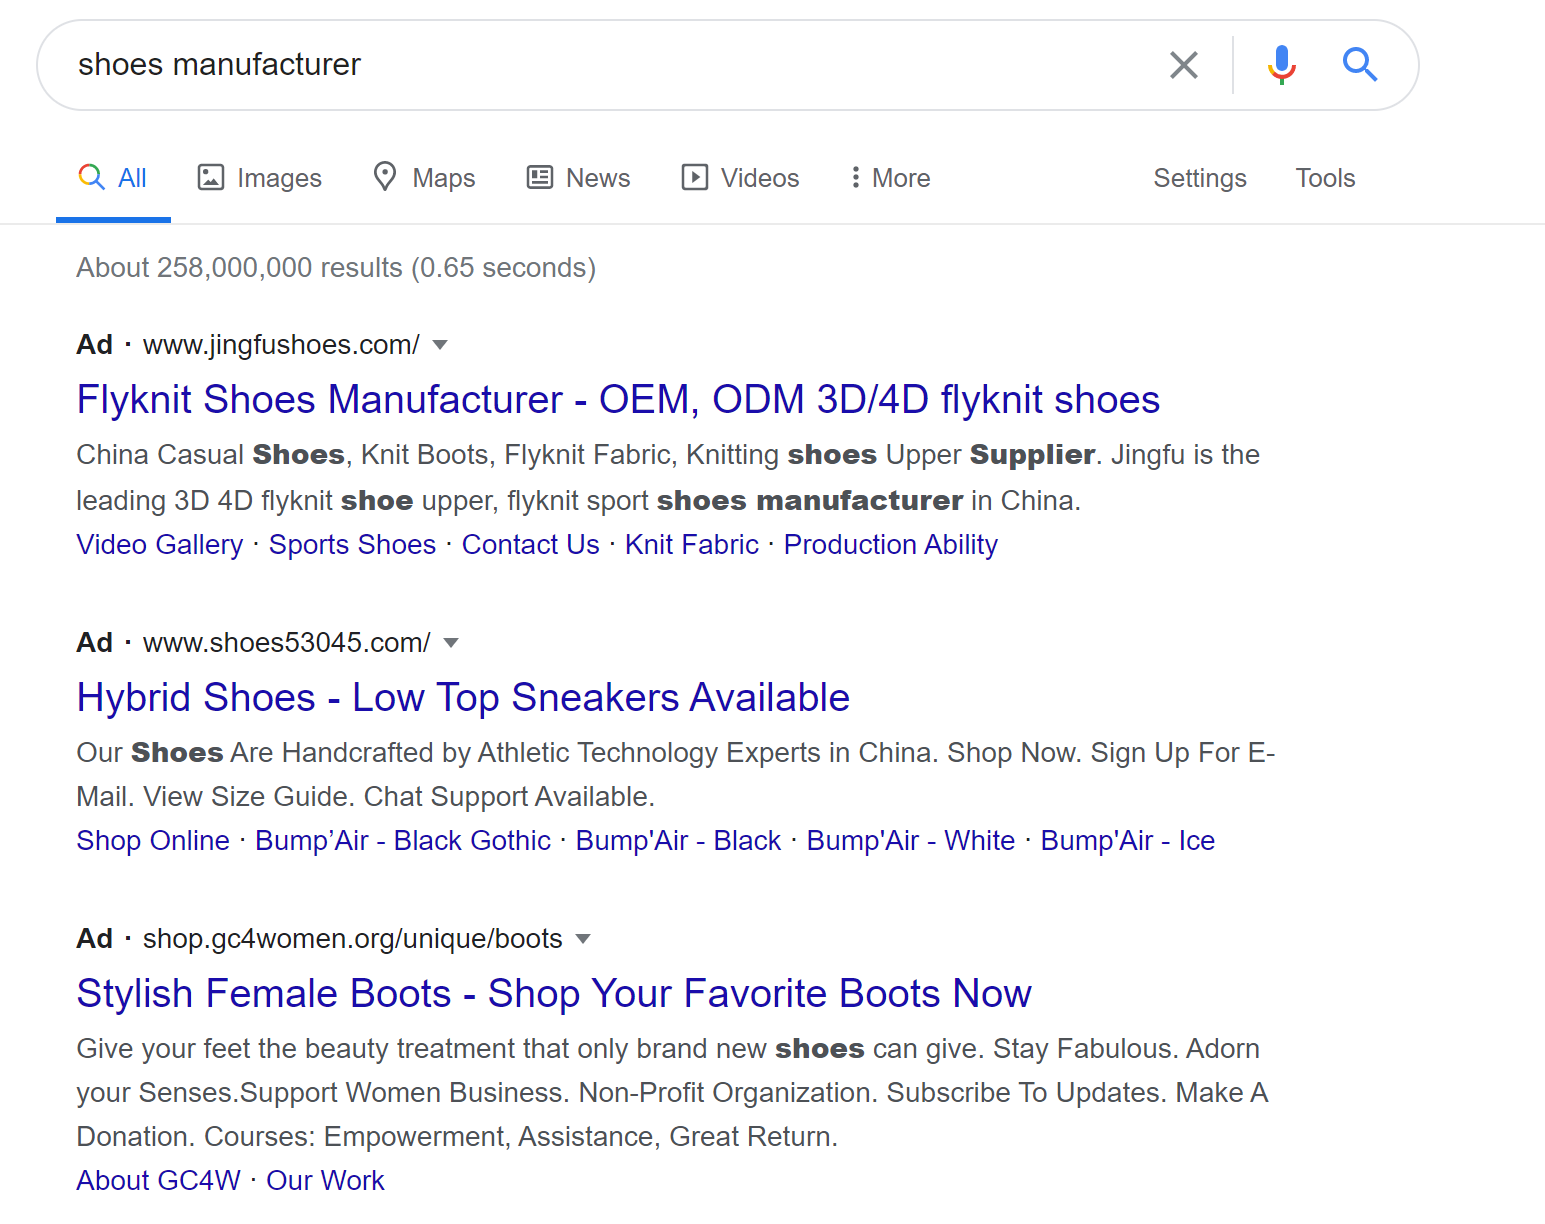 shoes manufacturer
All Images Maps News Videos More Settings Tools
About 258,000,000 results (0.65 seconds)
Ad · www.jingfushoes.com/
Flyknit Shoes Manufacturer - OEM, ODM 3D/4D flyknit shoes
China Casual Shoes, Knit Boots, Flyknit Fabric, Knitting shoes Upper Supplier. Jingfu is the
leading 3D 4D flyknit shoe upper, flyknit sport shoes manufacturer in China.
Video Gallery · Sports Shoes · Contact Us · Knit Fabric · Production Ability
Ad · www.shoes53045.com/
Hybrid Shoes - Low Top Sneakers Available
Our Shoes Are Handcrafted by Athletic Technology Experts in China. Shop Now. Sign Up For E-
Mail. View Size Guide. Chat Support Available.
Shop Online · Bump’Air - Black Gothic · Bump'Air - Black · Bump'Air - White · Bump'Air - Ice
Ad · shop.gc4women.org/unique/boots
Stylish Female Boots - Shop Your Favorite Boots Now
Give your feet the beauty treatment that only brand new shoes can give. Stay Fabulous. Adorn
your Senses.Support Women Business. Non-Profit Organization. Subscribe To Updates. Make A
Donation. Courses: Empowerment, Assistance, Great Return.
About GC4W · Our Work